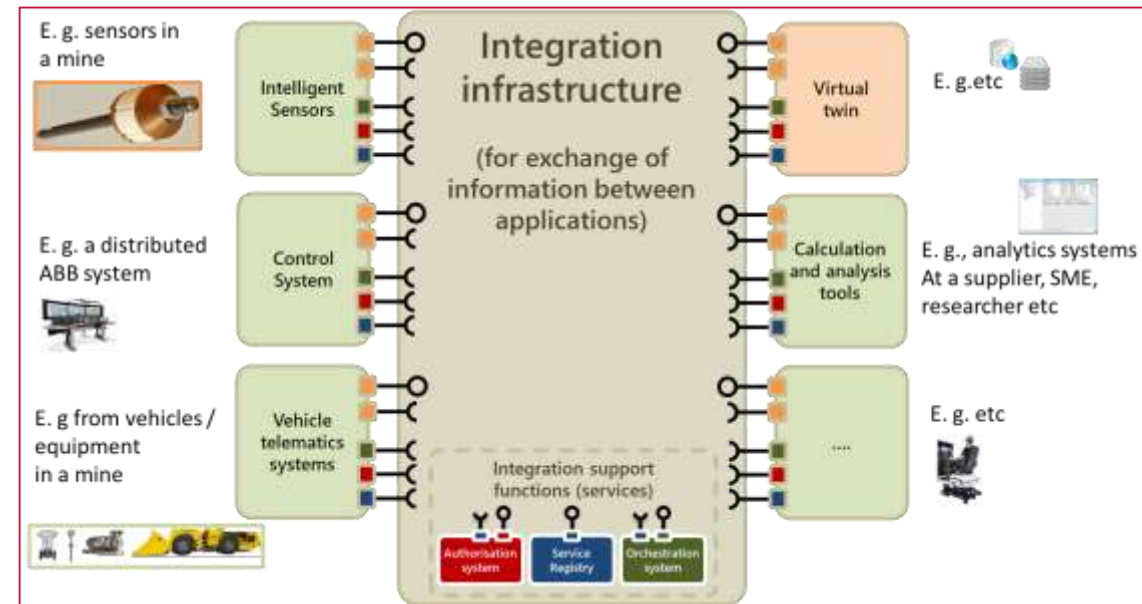 E. g. sensors in
a mine
Intelligent
Sensors
Integration
infrastructure
(for exchange of
information between
applications)
Virtual
twin
E. g.etc
E. g. a distributed
ABB system
Control
System
Calculation
and analysis
tools
E. g., analytics systems
At a supplier, SME,
researcher etc
E. g from vehicles /
equipment
in a mine
Vehicle
telematics
systems
....
E. g. etc
Integration support
functions (services)
Authorisation
system
Service
Registry
Orchestration
system